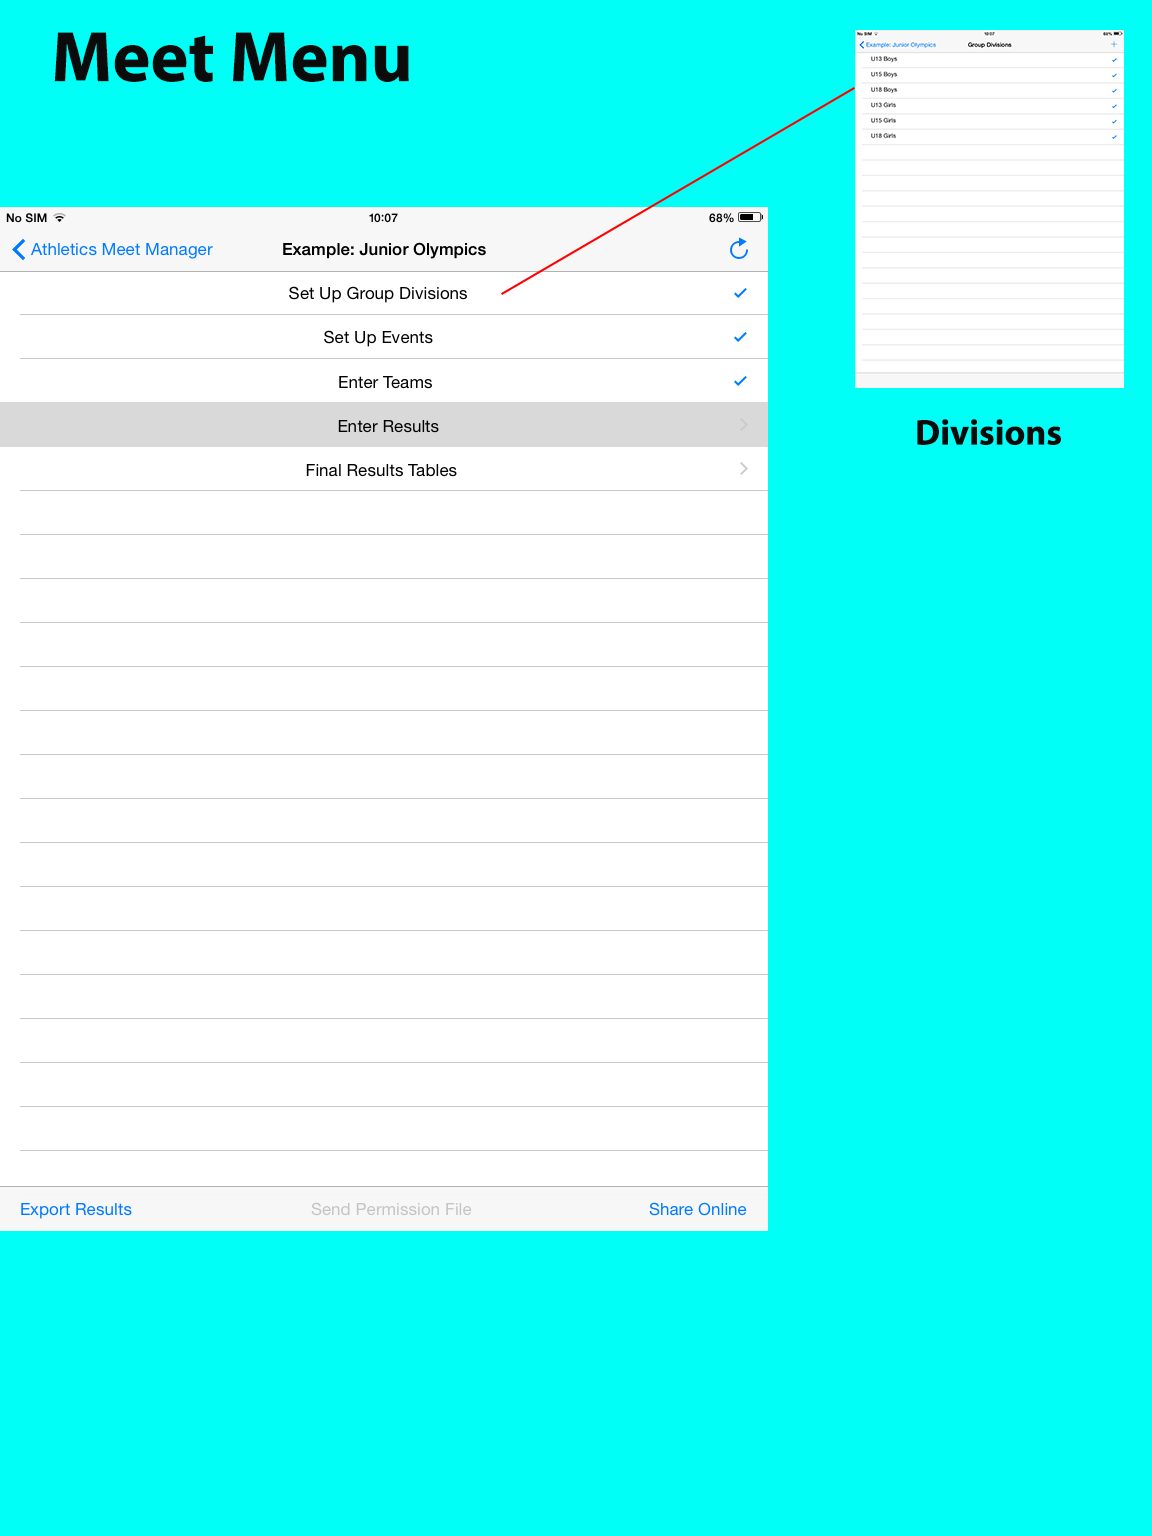 Meet Menu
No SIM 10:07 68%
Athletics Meet Manager Example: Junior Olympics
Set Up Group Divisions
Set Up Events
Enter Teams
Enter Results
Final Results Tables
Export Results Send Permission File Share Online
No SIM 10:07 68%
Example: Junior Olympics Group Divisions +
U13 Boys
U15 Boys
U18 Boys
U13 Girls
U15 Girls
U18 Girls
Divisions